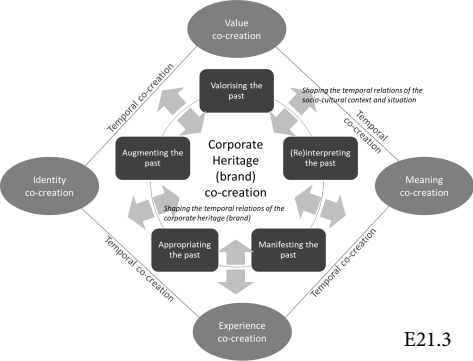 Value
co-creation
Temporal co-creation
Valorising the
past
Shaping the temporal relations of the
socio-cultural context and situation
Temporal
co-creation
Augmenting the
past
Corporate
Heritage
(brand)
co-creation
(Re)interpreting the
past
Identity
co-creation
Meaning
co-creation
Shaping the temporal relations of the
corporate heritage (brand)
Appropriating
the past
Manifesting the
past
Temporal co-creation
Temporal co-creation
Experience
co-creation
E21.3